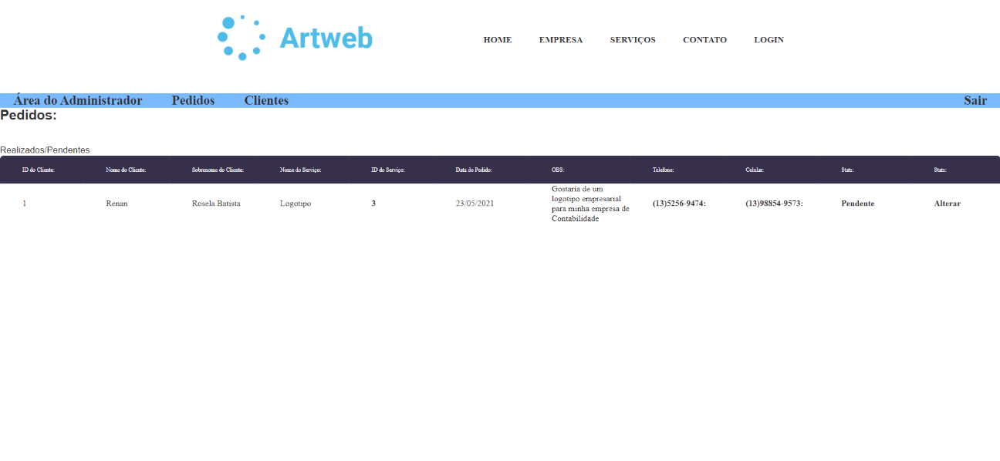 Artweb
HOME EMPRESA SERVIÇOS CONTATO LOGIN
Área do Administrador Pedidos Clientes Sair
Pedidos:
Realizados/Pendentes
ID do Cliente: Nome do Cliente: Sobrenome do Cliente: Nome do Serviço: ID do Serviço: Data do Pedido: OBS: Telefone: Celular: Stats: Stats:
1 Renan Rosela Batista Logotipo 3 23/05/2021 Gostaria de um
logotipo empresarial
para minha empresa de
Contabilidade
(13)5256-9474: (13)98854-9573: Pendente Alterar